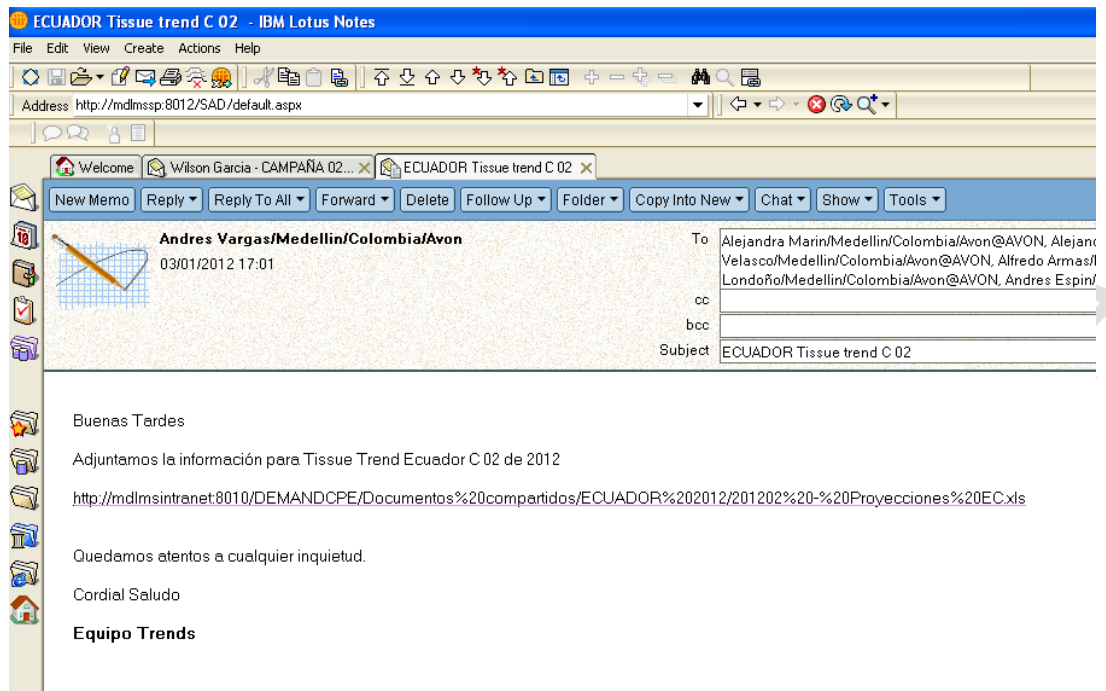 ECUADOR Tissue trend C 02 - IBM Lotus Notes
File Edit View Create Actions Help
Address http://mdlmssp:8012/SAD/default.aspx
Welcome Wilson Garcia - CAMPAÑA 02... ECUADOR Tissue trend C 02
New Memo Reply Reply To All Forward Delete Follow Up Folder Copy Into New Chat Show Tools
Andres Vargas/Medellin/Colombia/Avon
03/01/2012 17:01
To Alejandra Marin/Medellin/Colombia/Avon@AVON, Alejanc
Velasco/Medellin/Colombia/Avon@AVON, Alfredo Armas/
Londoño/Medellin/Colombia/Avon@AVON, Andres Espin/
cc
bcc
Subject ECUADOR Tissue trend C 02
Buenas Tardes
Adjuntamos la información para Tissue Trend Ecuador C 02 de 2012
http://mdlmsintranet:8010/DEMANDCPE/Documentos%20compartidos/ECUADOR%202012/201202%20-%20Proyecciones%20EC.xls
Quedamos atentos a cualquier inquietud.
Cordial Saludo
Equipo Trends